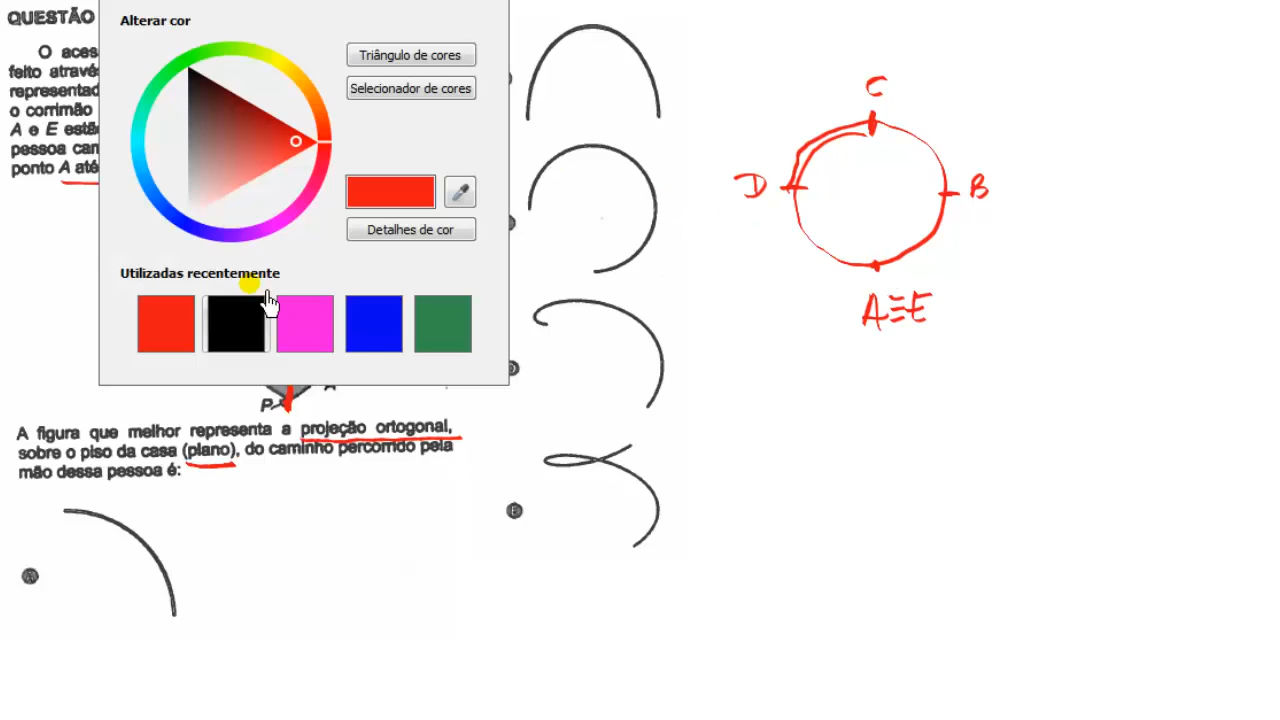 QUESTÃO
O aces
feito atravé
representad
o corrimão
A e E estã
pessoa cam
ponto A até
Alterar cor
Triângulo de cores
Selecionador de cores
Detalhes de cor
Utilizadas recentemente
P
A
A figura que melhor representa a projeção ortogonal,
sobre o piso da casa (plano), do caminho percorrido pela
mão dessa pessoa é:
A
D
E
C
D
B
A≡E